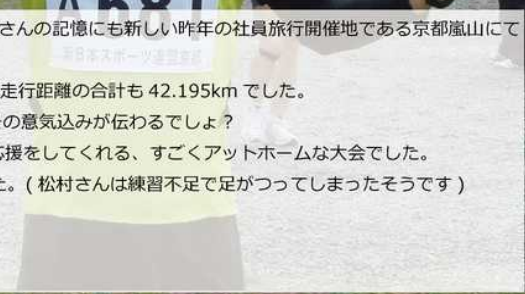 さんの記憶にも新しい昨年の社員旅行開催地である京都嵐山にて
走行距離の合計も 42.195km でした。
の意気込みが伝わるでしょ?
応援をしてくれる、すごくアットホームな大会でした。
た。( 松村さんは練習不足で足がつってしまったそうです )